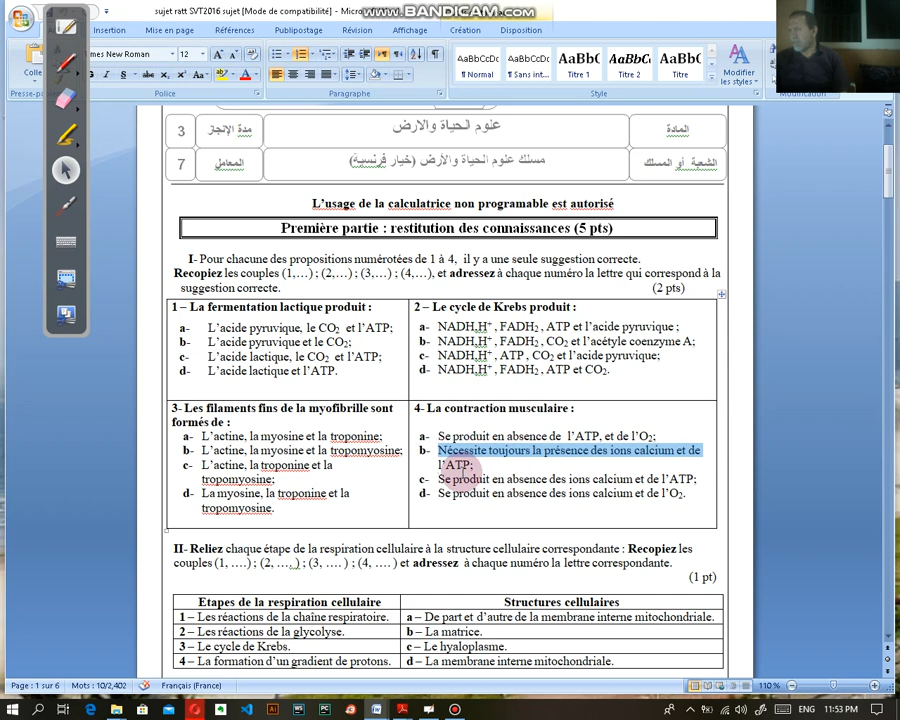 sujet ratt SVT2016 sujet [Mode de compatibilité] - Micro
WWW.BANDICAM.COM
Insertion Mise en page Références Publipostage Révision Affichage Création Disposition
mes New Roman 12
Colle
G I S abc x₂ x² Aa
AaBbCcDc AaBbCcDc AaBbC AaBbCc AaBbC
¶ Normal ¶ Sans int... Titre 1 Titre 2 Titre
Modifier
les styles
Presse-pa Police Paragraphe Style Modification
3 مدة الإنجاز علوم الحياة والارض المادة
7 المعامل مسلك علوم الحياة والأرض (خيار فرنسية) الشعبة أو المسلك
L'usage de la calculatrice non programable est autorisé
Première partie : restitution des connaissances (5 pts)
I- Pour chacune des propositions numérotées de 1 à 4, il y a une seule suggestion correcte.
Recopiez les couples (1,…) ; (2,…) ; (3,…) ; (4,…), et adressez à chaque numéro la lettre qui correspond à la
suggestion correcte. (2 pts)
1 – La fermentation lactique produit :
a- L'acide pyruvique, le CO₂ et l'ATP;
b- L'acide pyruvique et le CO₂;
c- L'acide lactique, le CO₂ et l'ATP;
d- L'acide lactique et l'ATP.
2 – Le cycle de Krebs produit :
a- NADH,H⁺ , FADH₂ , ATP et l'acide pyruvique ;
b- NADH,H⁺ , FADH₂ , CO₂ et l'acétyle coenzyme A;
c- NADH,H⁺ , ATP , CO₂ et l'acide pyruvique;
d- NADH,H⁺ , FADH₂ , ATP et CO₂.
3- Les filaments fins de la myofibrille sont
formés de :
a- L'actine, la myosine et la troponine;
b- L'actine, la myosine et la tropomyosine;
c- L'actine, la troponine et la
tropomyosine;
d- La myosine, la troponine et la
tropomyosine.
4 - La contraction musculaire :
a- Se produit en absence de l'ATP, et de l'O₂;
b- Nécessite toujours la présence des ions calcium et de
l'ATP;
c- Se produit en absence des ions calcium et de l'ATP;
d- Se produit en absence des ions calcium et de l'O₂.
II- Reliez chaque étape de la respiration cellulaire à la structure cellulaire correspondante : Recopiez les
couples (1, ….) ; (2, …. ) ; (3, …. ) ; (4, …. ) et adressez à chaque numéro la lettre correspondante.
(1 pt)
Etapes de la respiration cellulaire Structures cellulaires
1 – Les réactions de la chaîne respiratoire. a – De part et d'autre de la membrane interne mitochondriale.
2 – Les réactions de la glycolyse. b – La matrice.
3 – Le cycle de Krebs. c – Le hyaloplasme.
4 – La formation d'un gradient de protons. d – La membrane interne mitochondriale.
Page : 1 sur 6 Mots : 10/2,402 Français (France) 110 %
11:53 PM